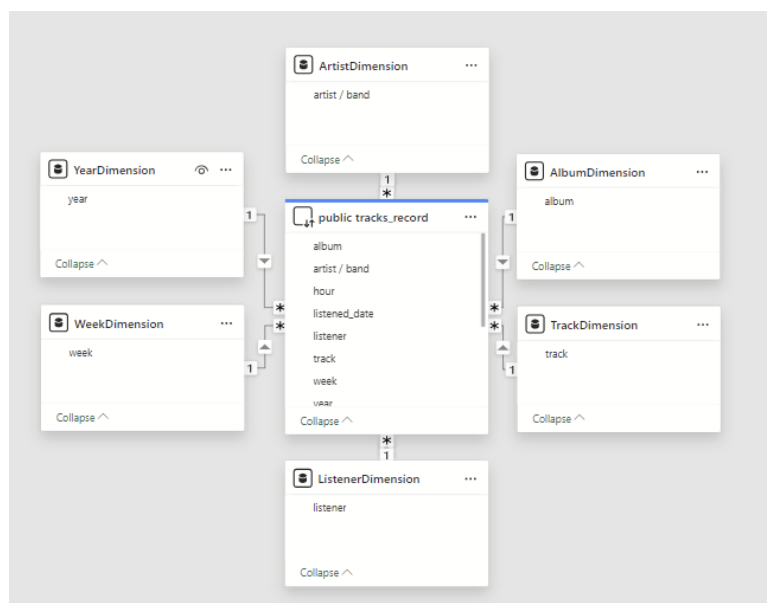 ArtistDimension
artist / band
Collapse
YearDimension
year
Collapse
AlbumDimension
album
Collapse
1
*
public tracks_record
album
artist / band
hour
listened_date
listener
track
week
year
Collapse
1
*
1
*
WeekDimension
week
Collapse
*
1
TrackDimension
track
Collapse
*
1
*
1
ListenerDimension
listener
Collapse